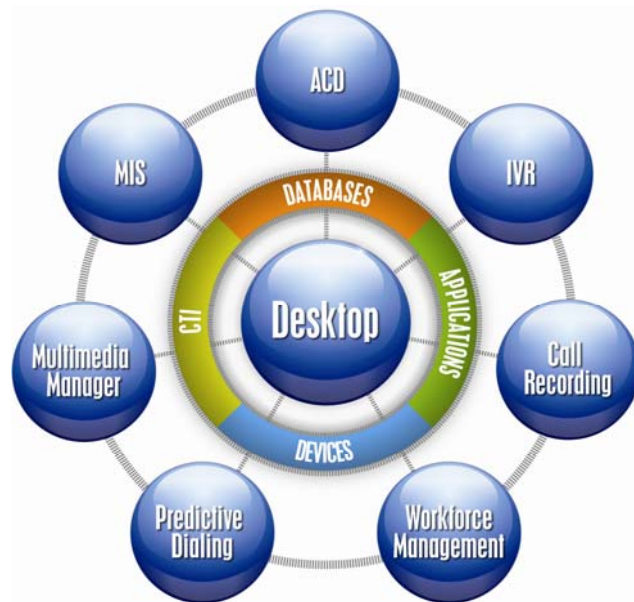 ACD
MIS
IVR
DATABASES
CTI
APPLICATIONS
Desktop
Multimedia
Manager
Call
Recording
DEVICES
Predictive
Dialing
Workforce
Management